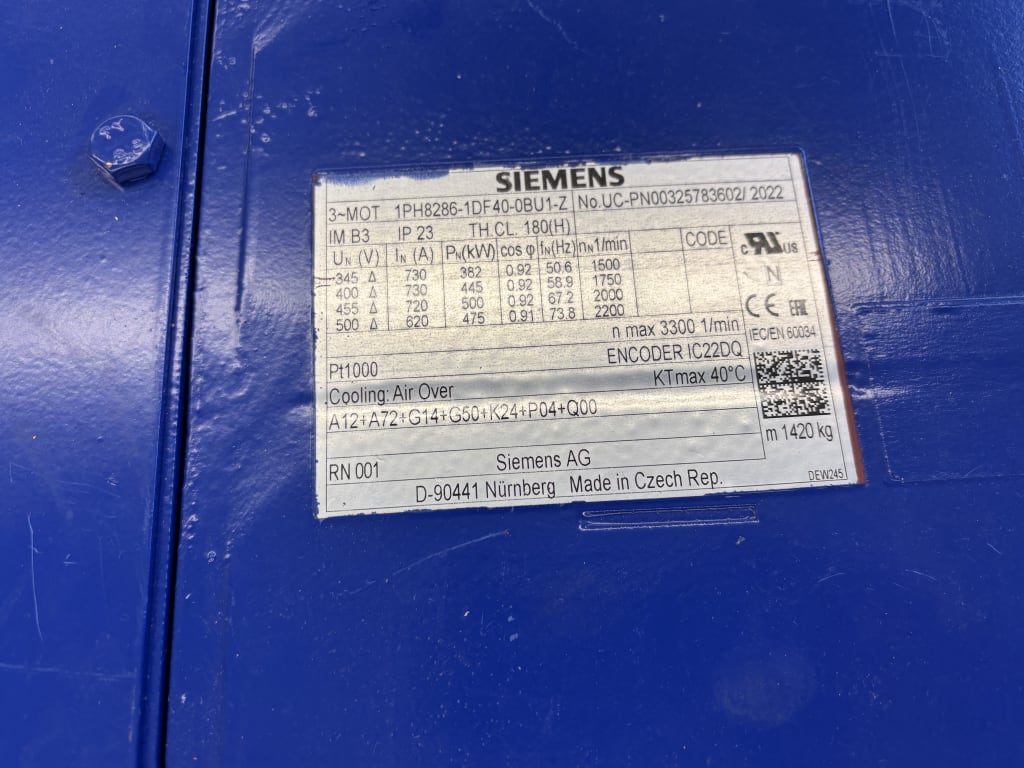 SIEMENS
3~MOT 1PH8286-1DF40-0BU1-Z No.UC-PN00325783602/ 2022
IM B3 IP 23 TH.CL. 180(H)
UN (V) IN (A) PN(kW) cos φ fN(Hz) nN1/min CODE
345 Δ 730 382 0.92 50.6 1500
400 Δ 730 445 0.92 58.9 1750
455 Δ 720 500 0.92 67.2 2000
500 Δ 620 475 0.91 73.8 2200
c RU US
N
CE EAC
n max 3300 1/min
IEC/EN 60034
Pt1000 ENCODER IC22DQ
Cooling: Air Over KTmax 40°C
A12+A72+G14+G50+K24+P04+Q00
m 1420 kg
RN 001 Siemens AG
D-90441 Nürnberg Made in Czech Rep.
DEW245